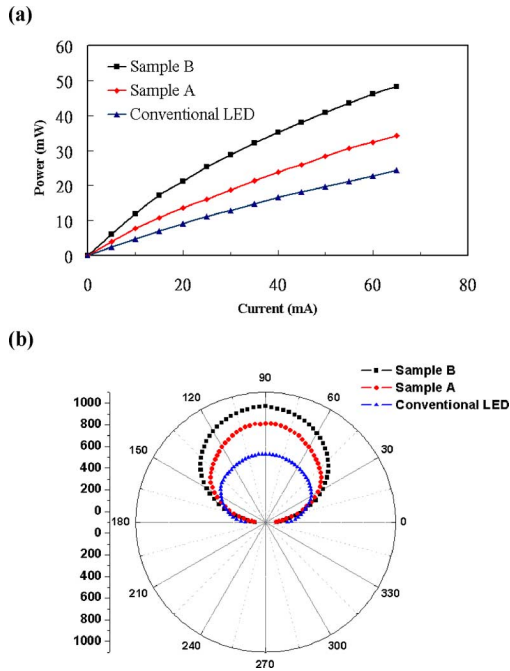 (a)
60
50
40
30
20
10
0
Power (mW)
Sample B
Sample A
Conventional LED
0 20 40 60 80
Current (mA)
(b)
1000
800
600
400
200
0
0
200
400
600
800
1000
90
120 60
150 30
180 0
210 330
240 300
270
Sample B
Sample A
Conventional LED